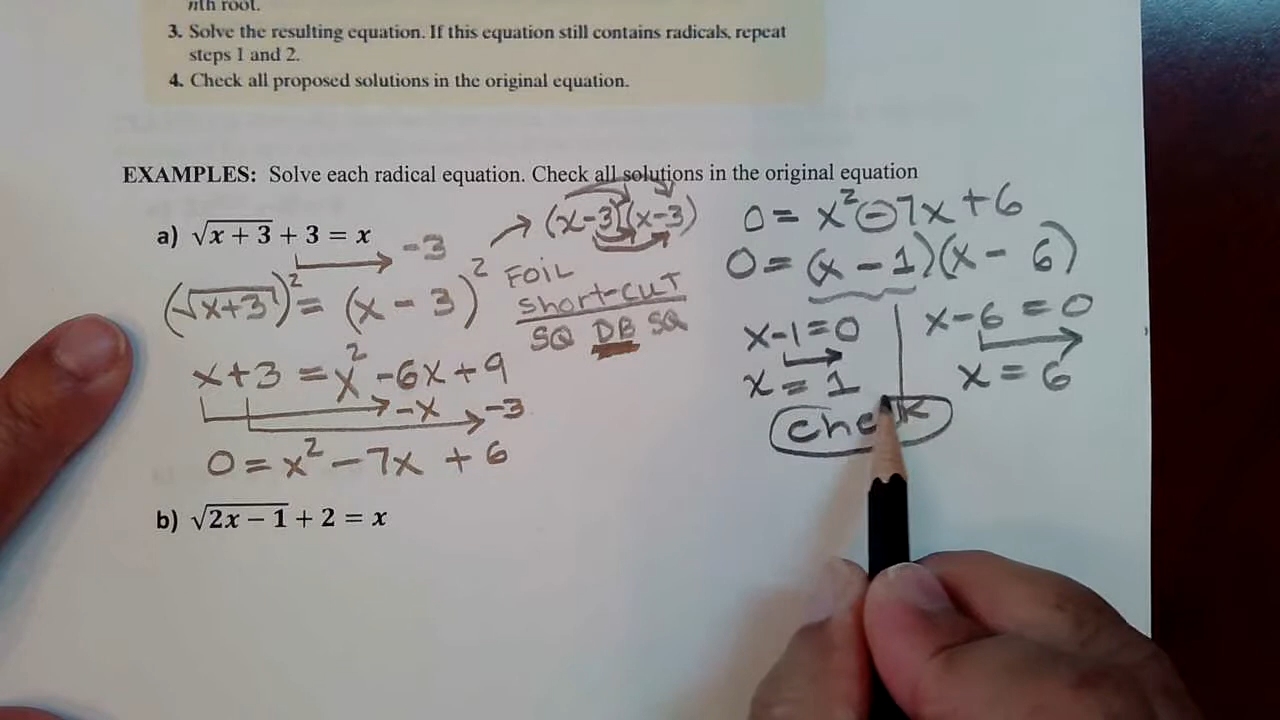 nth root.
3. Solve the resulting equation. If this equation still contains radicals, repeat
steps 1 and 2.
4. Check all proposed solutions in the original equation.
EXAMPLES: Solve each radical equation. Check all solutions in the original equation
a) √x + 3 + 3 = x
-3
(√x+3)² = (x - 3)²
→ (x-3)(x-3)
FOIL
Short-cut
SQ DB SQ
x+3 = x² -6x+9
-x -3
0 = x² - 7x + 6
0 = x² - 7x + 6
0 = (x - 1)(x - 6)
x-1=0
x = 1
x-6 = 0
x = 6
check
b) √2x − 1 + 2 = x